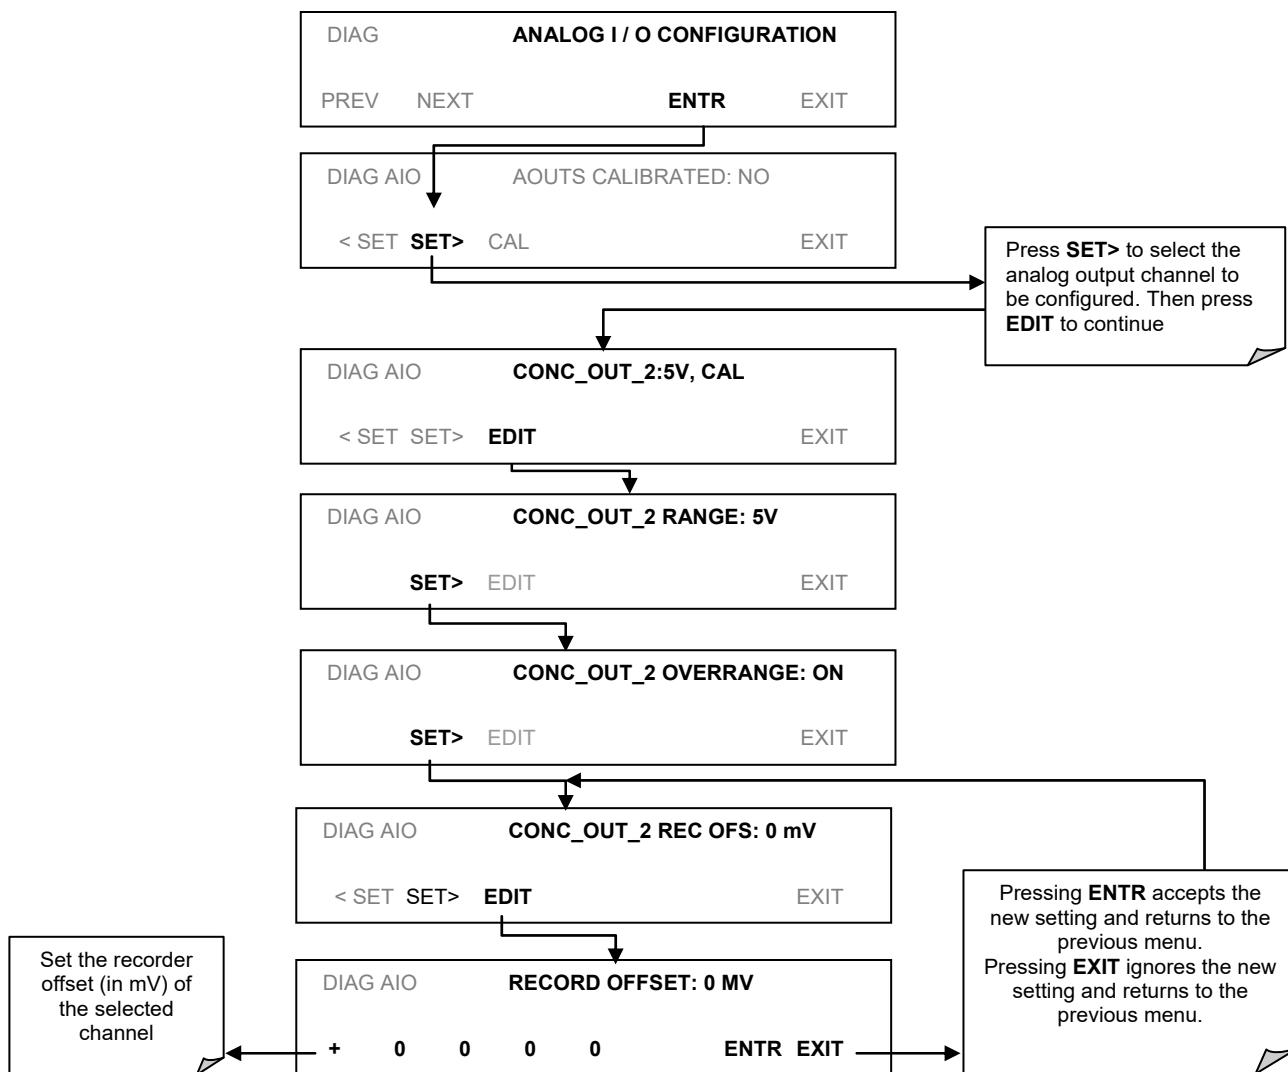 DIAG ANALOG I / O CONFIGURATION
PREV NEXT ENTR EXIT
DIAG AIO AOUTS CALIBRATED: NO
< SET SET> CAL EXIT
Press SET> to select the
analog output channel to
be configured. Then press
EDIT to continue
DIAG AIO CONC_OUT_2:5V, CAL
< SET SET> EDIT EXIT
DIAG AIO CONC_OUT_2 RANGE: 5V
SET> EDIT EXIT
DIAG AIO CONC_OUT_2 OVERRANGE: ON
SET> EDIT EXIT
DIAG AIO CONC_OUT_2 REC OFS: 0 mV
< SET SET> EDIT EXIT
Pressing ENTR accepts the
new setting and returns to the
previous menu.
Pressing EXIT ignores the new
setting and returns to the
previous menu.
Set the recorder
offset (in mV) of
the selected
channel
DIAG AIO RECORD OFFSET: 0 MV
+ 0 0 0 0 ENTR EXIT